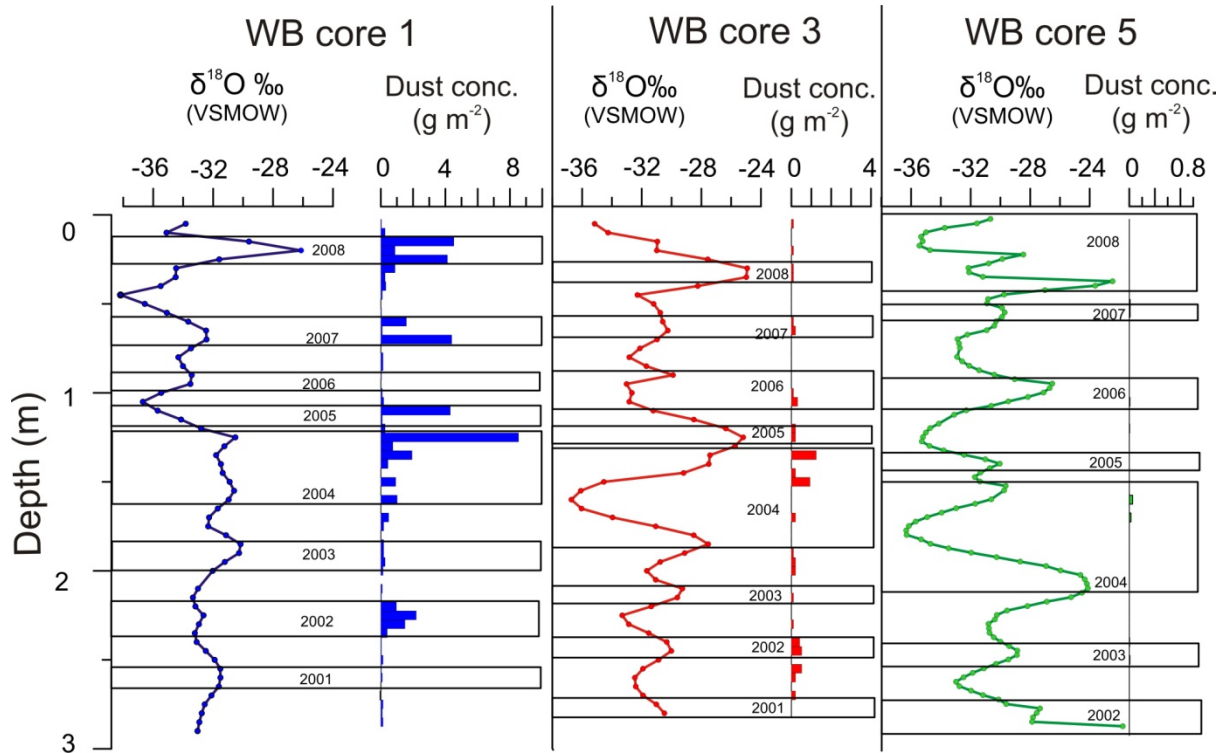 WB core 1
WB core 3
WB core 5
δ¹⁸O ‰
(VSMOW)
Dust conc.
(g m⁻²)
δ¹⁸O‰
(VSMOW)
Dust conc.
(g m⁻²)
δ¹⁸O‰
(VSMOW)
Dust conc.
(g m⁻²)
-36 -32 -28 -24
0 4 8
-36 -32 -28 -24
0 4
-36 -32 -28 -24
0 0.8
Depth (m)
0
1
2
3
2008
2007
2006
2005
2004
2003
2002
2001
2008
2007
2006
2005
2004
2003
2002
2001
2008
2007
2006
2005
2004
2003
2002